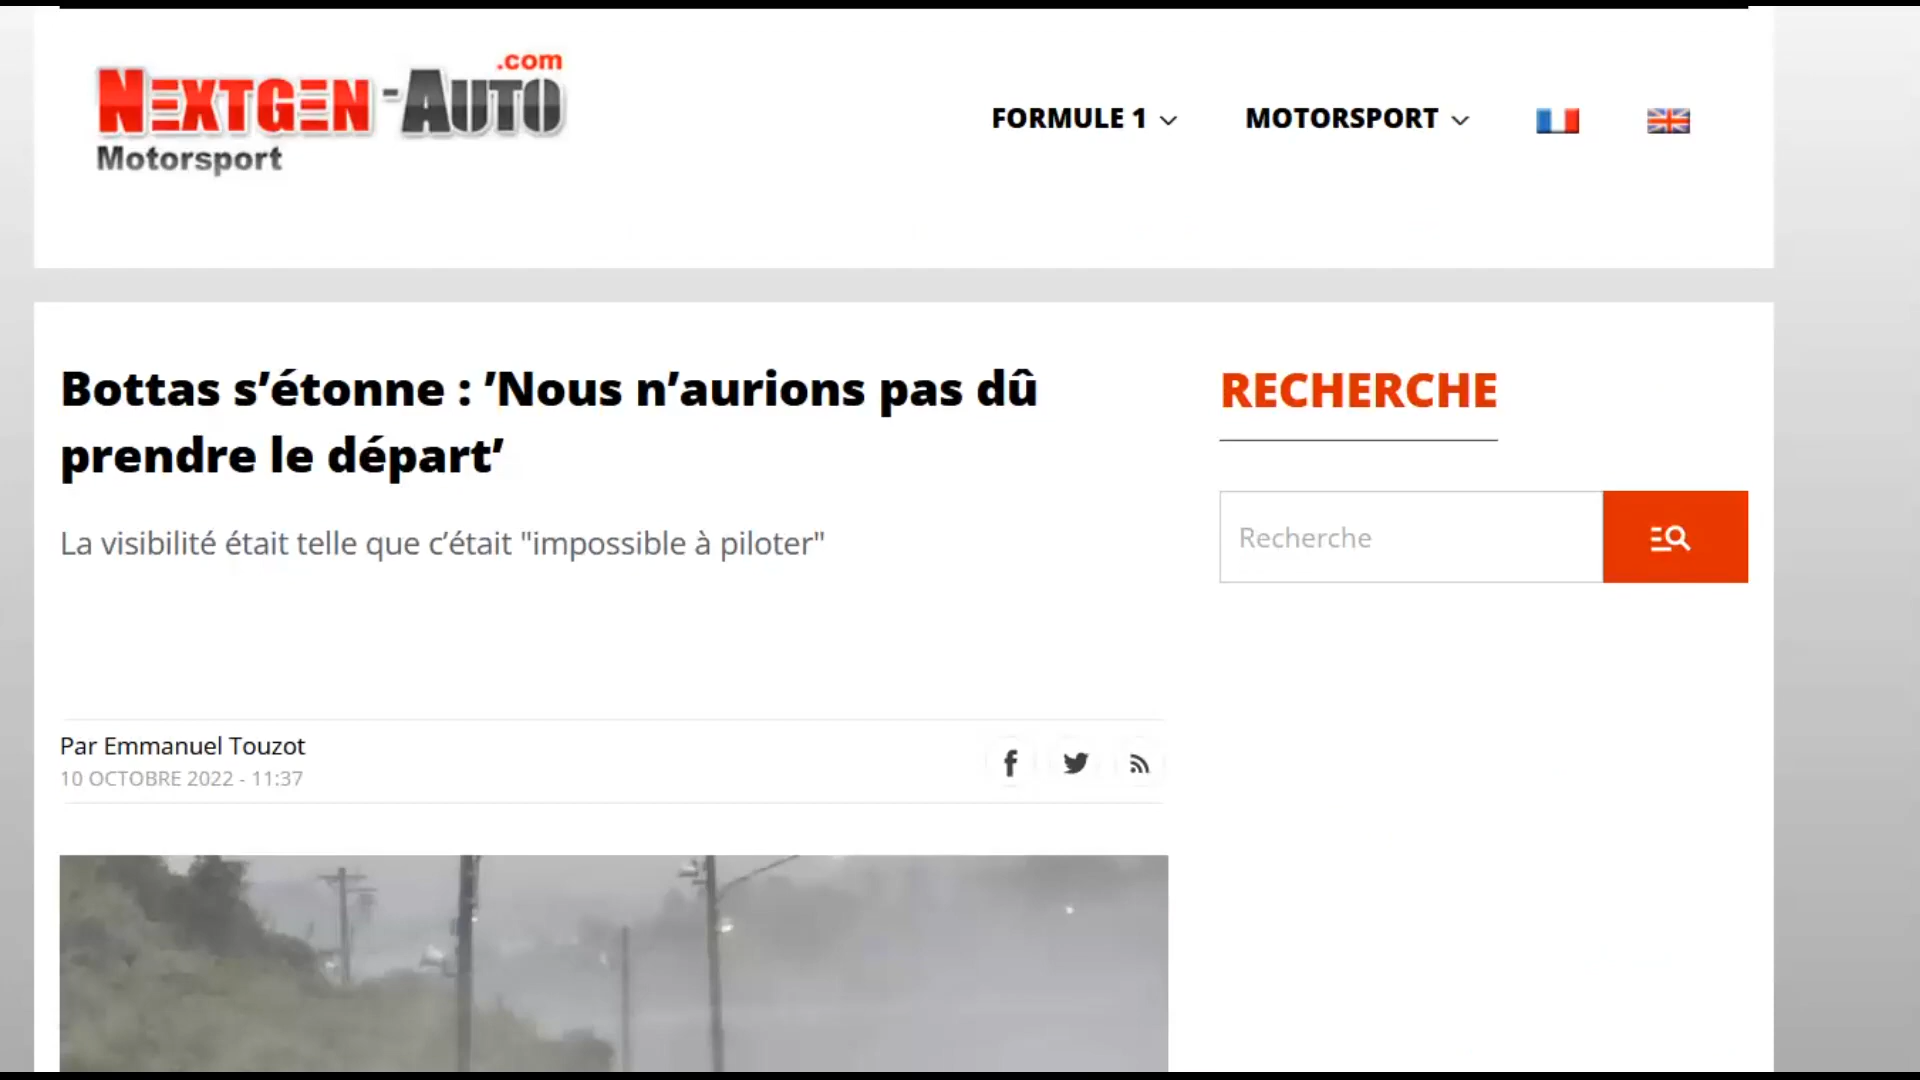 NEXTGEN-AUTO.com
Motorsport
FORMULE 1
MOTORSPORT
Bottas s’étonne : ’Nous n’aurions pas dû
prendre le départ’
La visibilité était telle que c’était "impossible à piloter"
Par Emmanuel Touzot
10 OCTOBRE 2022 - 11:37
RECHERCHE
Recherche